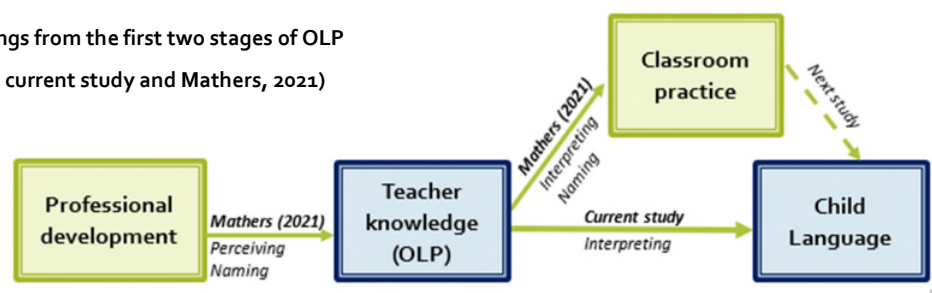 ngs from the first two stages of OLP
current study and Mathers, 2021)
Classroom
practice
Next study
Mathers (2021)
Interpreting
Naming
Professional
development
Mathers (2021)
Perceiving
Naming
Teacher
knowledge
(OLP)
Current study
Interpreting
Child
Language